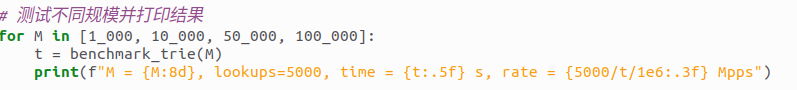 # 测试不同规模并打印结果
for M in [1_000, 10_000, 50_000, 100_000]:
    t = benchmark_trie(M)
    print(f"M = {M:8d}, lookups=5000, time = {t:.5f} s, rate = {5000/t/1e6:.3f} Mpps")